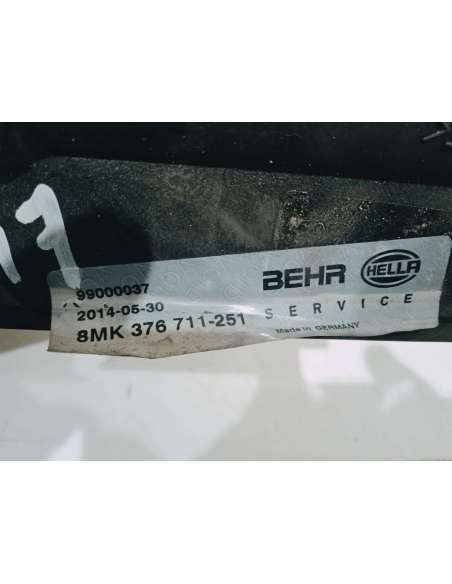 99000037
BEHR HELLA
2014-05-30
SERVICE
8MK 376 711-251
Made in GERMANY